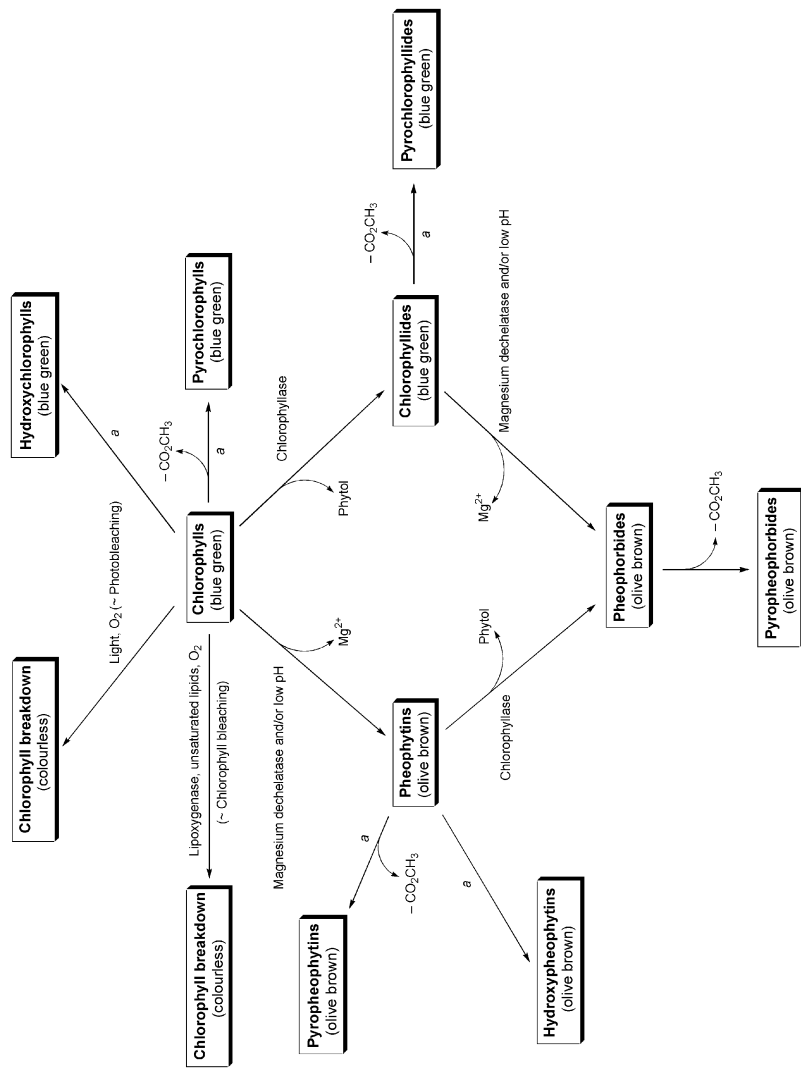 Chlorophyll breakdown
(colourless)
Hydroxychlorophylls
(blue green)
Light, O₂ (~ Photobleaching)
a
– CO₂CH₃
Chlorophyll breakdown
(colourless)
Lipoxygenase, unsaturated lipids, O₂
(~ Chlorophyll bleaching)
Chlorophylls
(blue green)
a
Pyrochlorophylls
(blue green)
Magnesium dechelatase and/or low pH
Mg²⁺
Chlorophyllase
Phytol
Pyropheophytins
(olive brown)
a
– CO₂CH₃
Pheophytins
(olive brown)
Chlorophyllides
(blue green)
– CO₂CH₃
a
Pyrochlorophyllides
(blue green)
a
Chlorophyllase
Phytol
Mg²⁺
Magnesium dechelatase and/or low pH
Hydroxypheophytins
(olive brown)
Pheophorbides
(olive brown)
– CO₂CH₃
Pyropheophorbides
(olive brown)